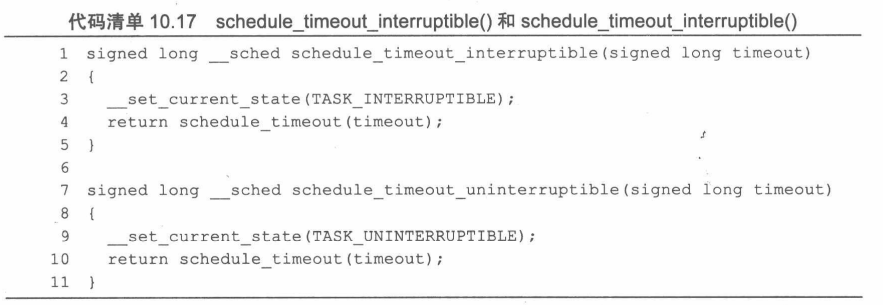 代码清单 10.17 schedule_timeout_interruptible() 和 schedule_timeout_interruptible()
1 signed long __sched schedule_timeout_interruptible(signed long timeout)
2 {
3   __set_current_state(TASK_INTERRUPTIBLE);
4   return schedule_timeout(timeout);
5 }
6
7 signed long __sched schedule_timeout_uninterruptible(signed long timeout)
8 {
9   __set_current_state(TASK_UNINTERRUPTIBLE);
10   return schedule_timeout(timeout);
11 }